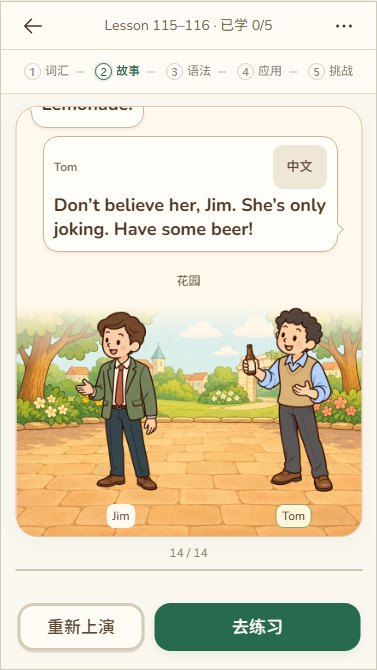 Lesson 115–116 · 已学 0/5
1 词汇 – 2 故事 – 3 语法 – 4 应用 – 5 挑战
Lemonade!
Tom
中文
Don’t believe her, Jim. She’s only
joking. Have some beer!
花园
Jim
Tom
14 / 14
重新上演
去练习